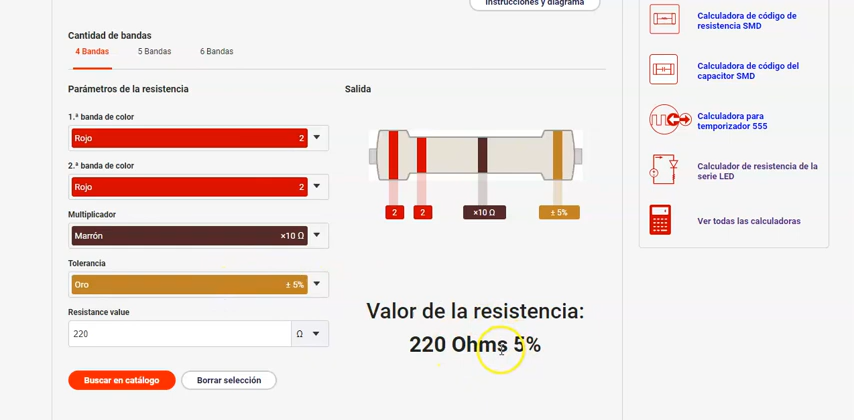 Instrucciones y diagrama
Cantidad de bandas
4 Bandas
5 Bandas
6 Bandas
Parámetros de la resistencia
1.ª banda de color
Rojo
2
2.ª banda de color
Rojo
2
Multiplicador
Marrón
×10 Ω
Tolerancia
Oro
± 5%
Resistance value
220
Ω
Buscar en catálogo
Borrar selección
Salida
2
2
×10 Ω
± 5%
Valor de la resistencia:
220 Ohms 5%
Calculadora de código de
resistencia SMD
Calculadora de código del
capacitor SMD
Calculadora para
temporizador 555
Calculador de resistencia de la
serie LED
Ver todas las calculadoras